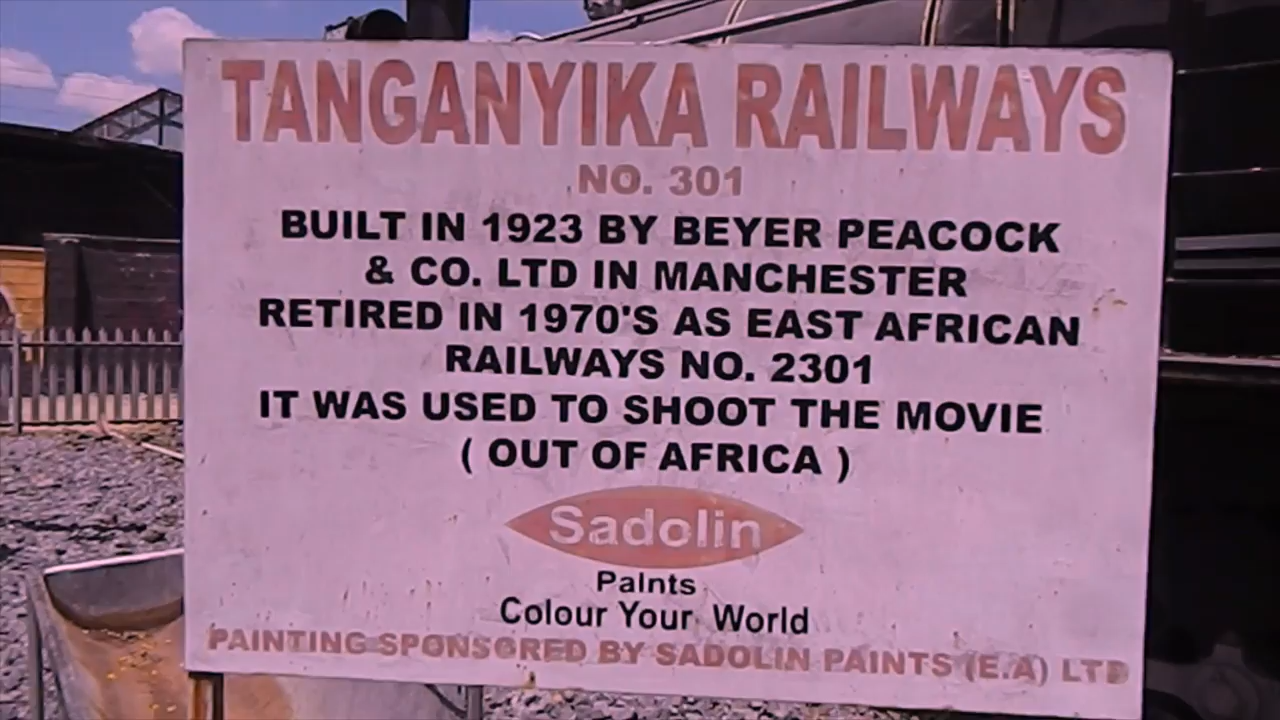 TANGANYIKA RAILWAYS
NO. 301
BUILT IN 1923 BY BEYER PEACOCK
& CO. LTD IN MANCHESTER
RETIRED IN 1970'S AS EAST AFRICAN
RAILWAYS NO. 2301
IT WAS USED TO SHOOT THE MOVIE
( OUT OF AFRICA )
Sadolin
Paints
Colour Your World
PAINTING SPONSORED BY SADOLIN PAINTS (E.A) LTD